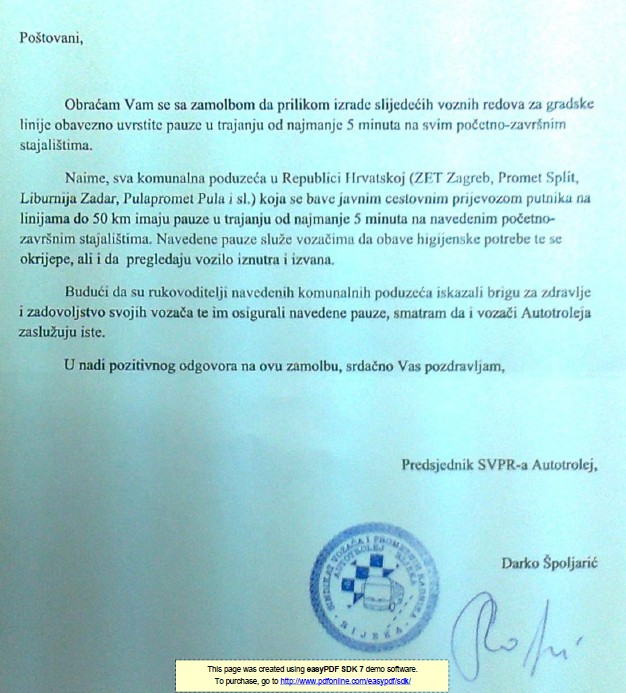 Poštovani,
Obraćam Vam se sa zamolbom da prilikom izrade slijedećih voznih redova za gradske
linije obavezno uvrstite pauze u trajanju od najmanje 5 minuta na svim početno-završnim
stajalištima.
Naime, sva komunalna poduzeća u Republici Hrvatskoj (ZET Zagreb, Promet Split,
Liburnija Zadar, Pulapromet Pula i sl.) koja se bave javnim cestovnim prijevozom putnika na
linijama do 50 km imaju pauze u trajanju od najmanje 5 minuta na navedenim početno-
završnim stajalištima. Navedene pauze služe vozačima da obave higijenske potrebe te se
okrijepe, ali i da pregledaju vozilo iznutra i izvana.
Budući da su rukovoditelji navedenih komunalnih poduzeća iskazali brigu za zdravlje
i zadovoljstvo svojih vozača te im osigurali navedene pauze, smatram da i vozači Autotroleja
zaslužuju iste.
U nadi pozitivnog odgovora na ovu zamolbu, srdačno Vas pozdravljam,
Predsjednik SVPR-a Autotrolej,
SINDIKAT VOZAČA I PROMETNIH RADNIKA
AUTOTROLEJ RIJEKA
RIJEKA
Darko Špoljarić
This page was created using easyPDF SDK 7 demo software.
To purchase, go to http://www.pdfonline.com/easypdf/sdk/